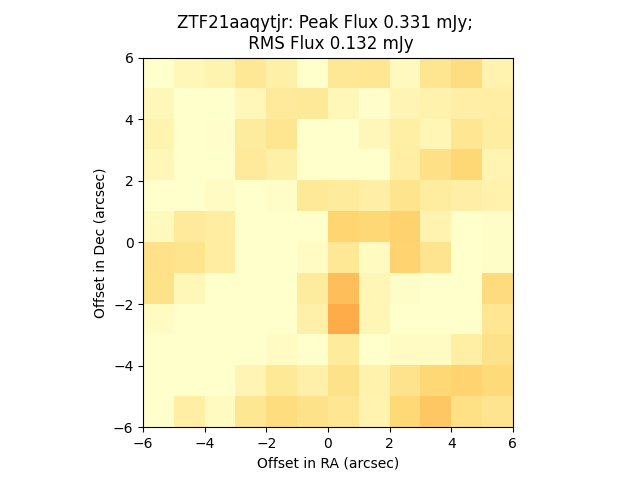 ZTF21aaqytjr: Peak Flux 0.331 mJy;
RMS Flux 0.132 mJy
6
4
2
0
−2
−4
−6
Offset in Dec (arcsec)
−6 −4 −2 0 2 4 6
Offset in RA (arcsec)